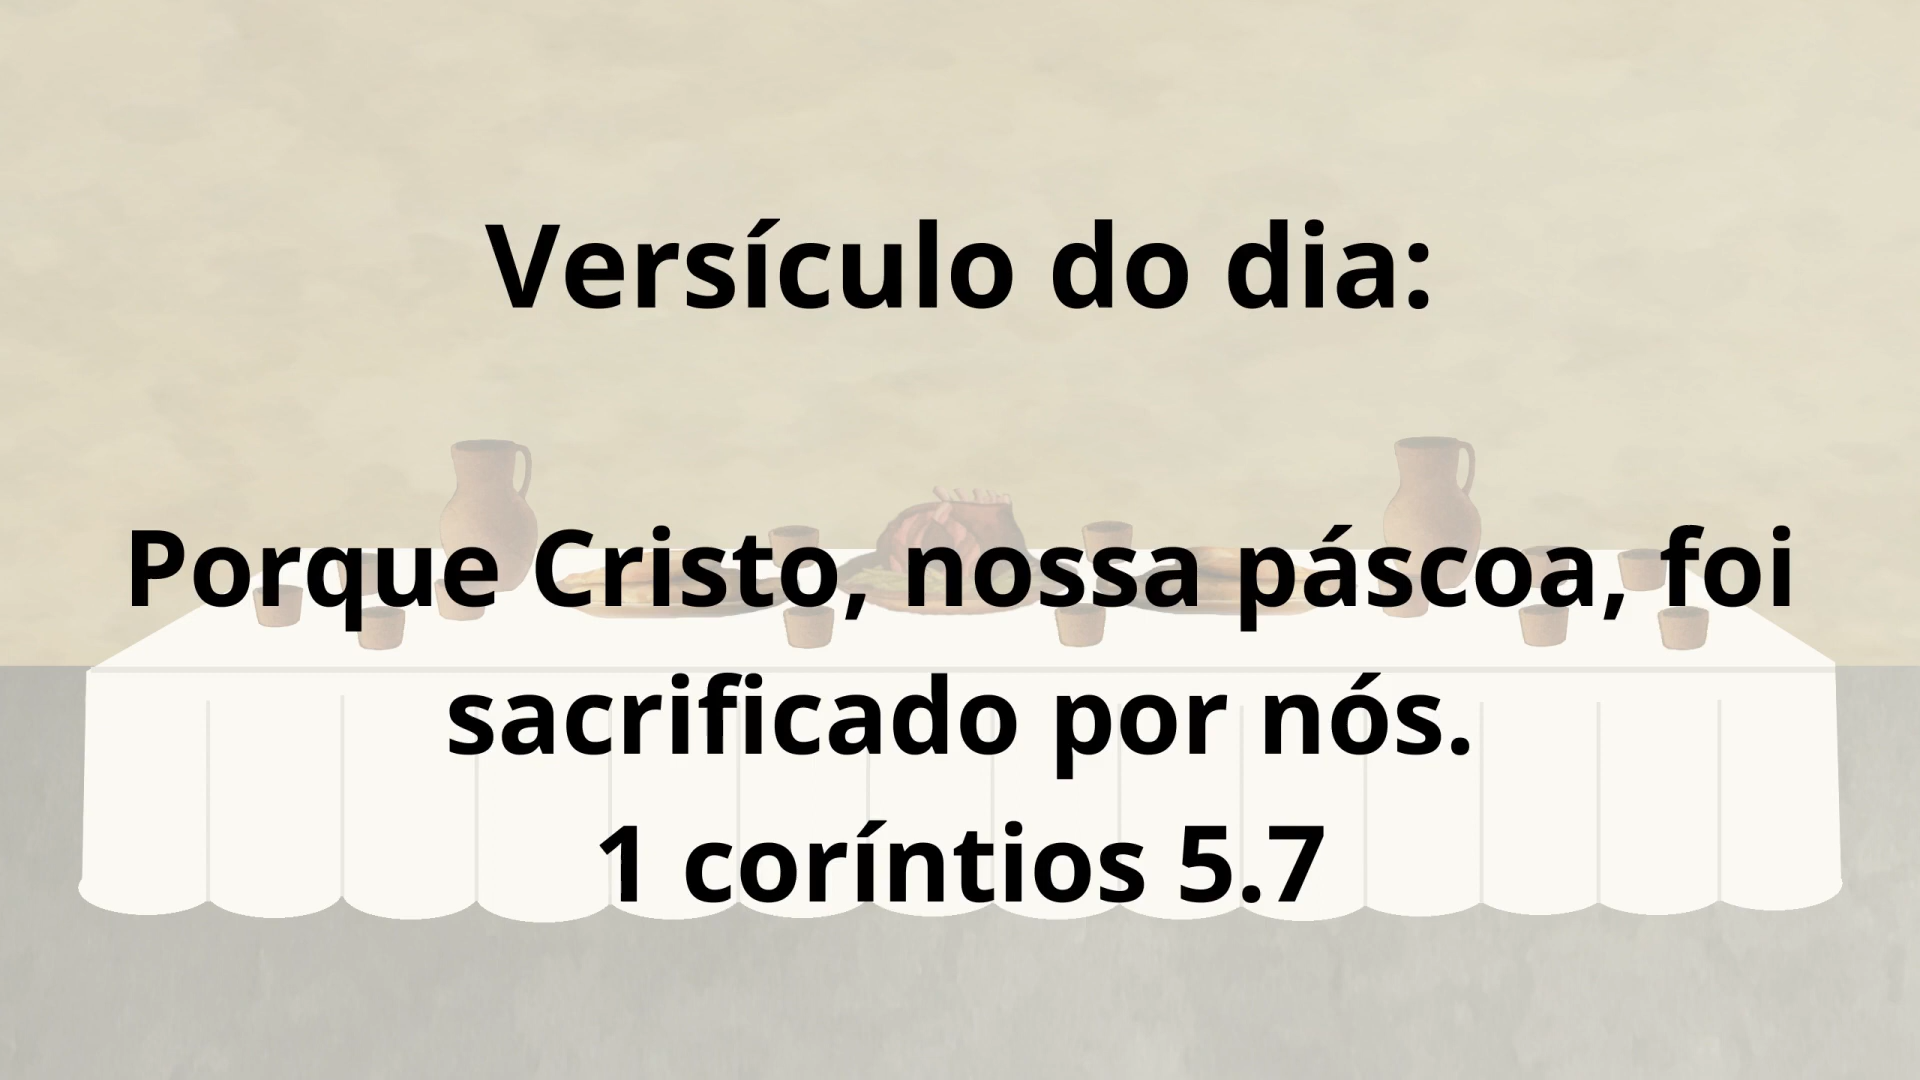 Versículo do dia:
Porque Cristo, nossa páscoa, foi
sacrificado por nós.
1 coríntios 5.7